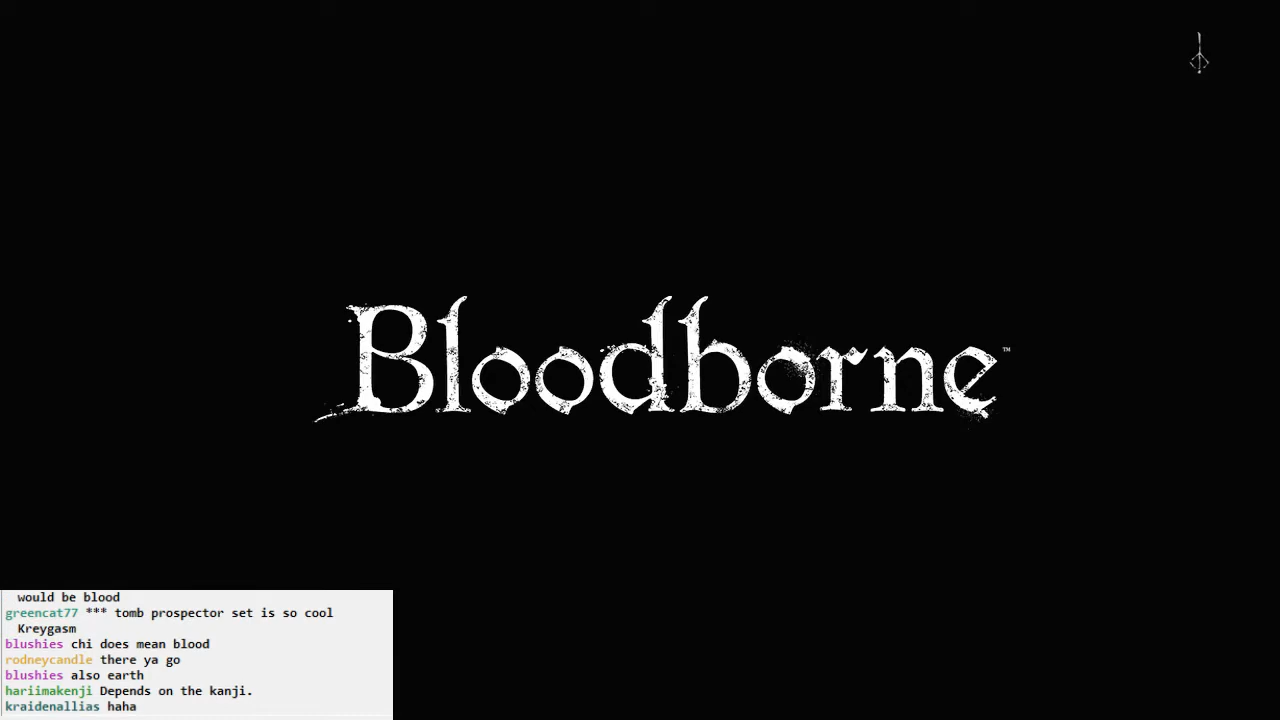 Bloodborne™
would be blood
greencat77 *** tomb prospector set is so cool
Kreygasm
blushies chi does mean blood
rodneycandle there ya go
blushies also earth
hariimakenji Depends on the kanji.
kraidenallias haha